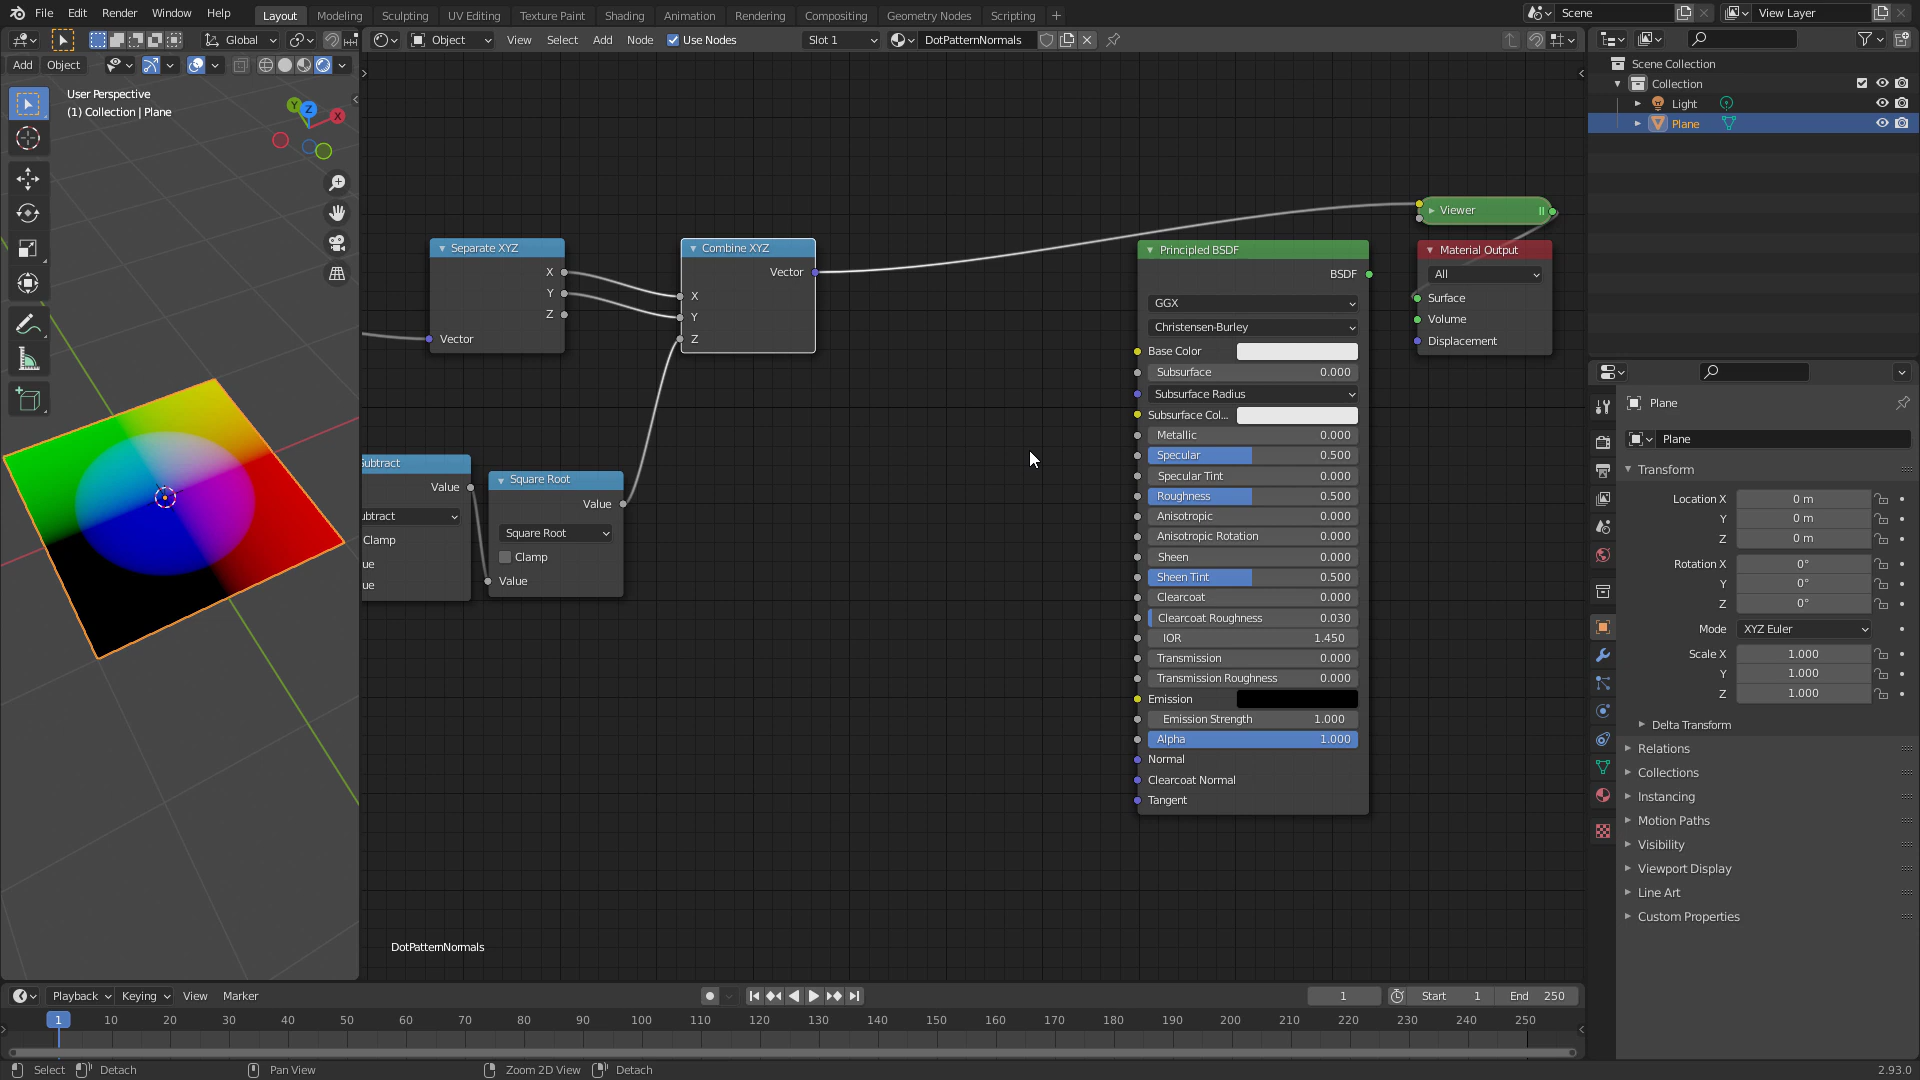 File Edit Render Window Help Layout Modeling Sculpting UV Editing Texture Paint Shading Animation Rendering Compositing Geometry Nodes Scripting + Scene View Layer
Global Object View Select Add Node Use Nodes Slot 1 DotPatternNormals
Add Object
User Perspective
(1) Collection | Plane
Y Z X
Separate XYZ
X
Y
Z
Vector
Combine XYZ
Vector
X
Y
Z
Subtract
Value
ubtract
Clamp
ue
ue
Square Root
Value
Square Root
Clamp
Value
Principled BSDF
BSDF
GGX
Christensen-Burley
Base Color
Subsurface 0.000
Subsurface Radius
Subsurface Col...
Metallic 0.000
Specular 0.500
Specular Tint 0.000
Roughness 0.500
Anisotropic 0.000
Anisotropic Rotation 0.000
Sheen 0.000
Sheen Tint 0.500
Clearcoat 0.000
Clearcoat Roughness 0.030
IOR 1.450
Transmission 0.000
Transmission Roughness 0.000
Emission
Emission Strength 1.000
Alpha 1.000
Normal
Clearcoat Normal
Tangent
Viewer
Material Output
All
Surface
Volume
Displacement
DotPatternNormals
Scene Collection
Collection
Light
Plane
Plane
Plane
Transform
Location X 0 m
Y 0 m
Z 0 m
Rotation X 0°
Y 0°
Z 0°
Mode XYZ Euler
Scale X 1.000
Y 1.000
Z 1.000
Delta Transform
Relations
Collections
Instancing
Motion Paths
Visibility
Viewport Display
Line Art
Custom Properties
Playback Keying View Marker 1 Start 1 End 250
1 10 20 30 40 50 60 70 80 90 100 110 120 130 140 150 160 170 180 190 200 210 220 230 240 250
Select Detach Pan View Zoom 2D View Detach 2.93.0